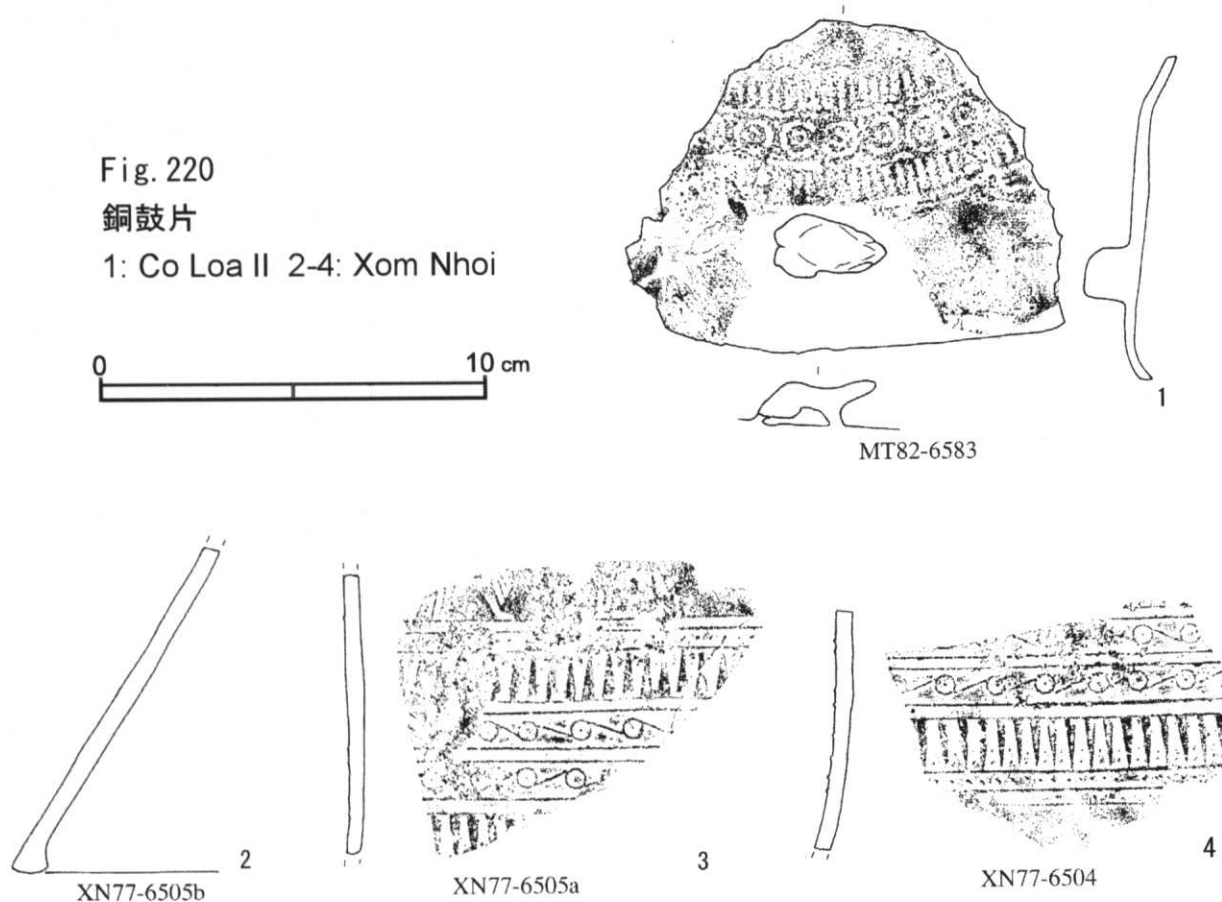 Fig. 220
銅鼓片
1: Co Loa II 2-4: Xom Nhoi
0 10 cm
1
MT82-6583
2
XN77-6505b
3
XN77-6505a
4
XN77-6504